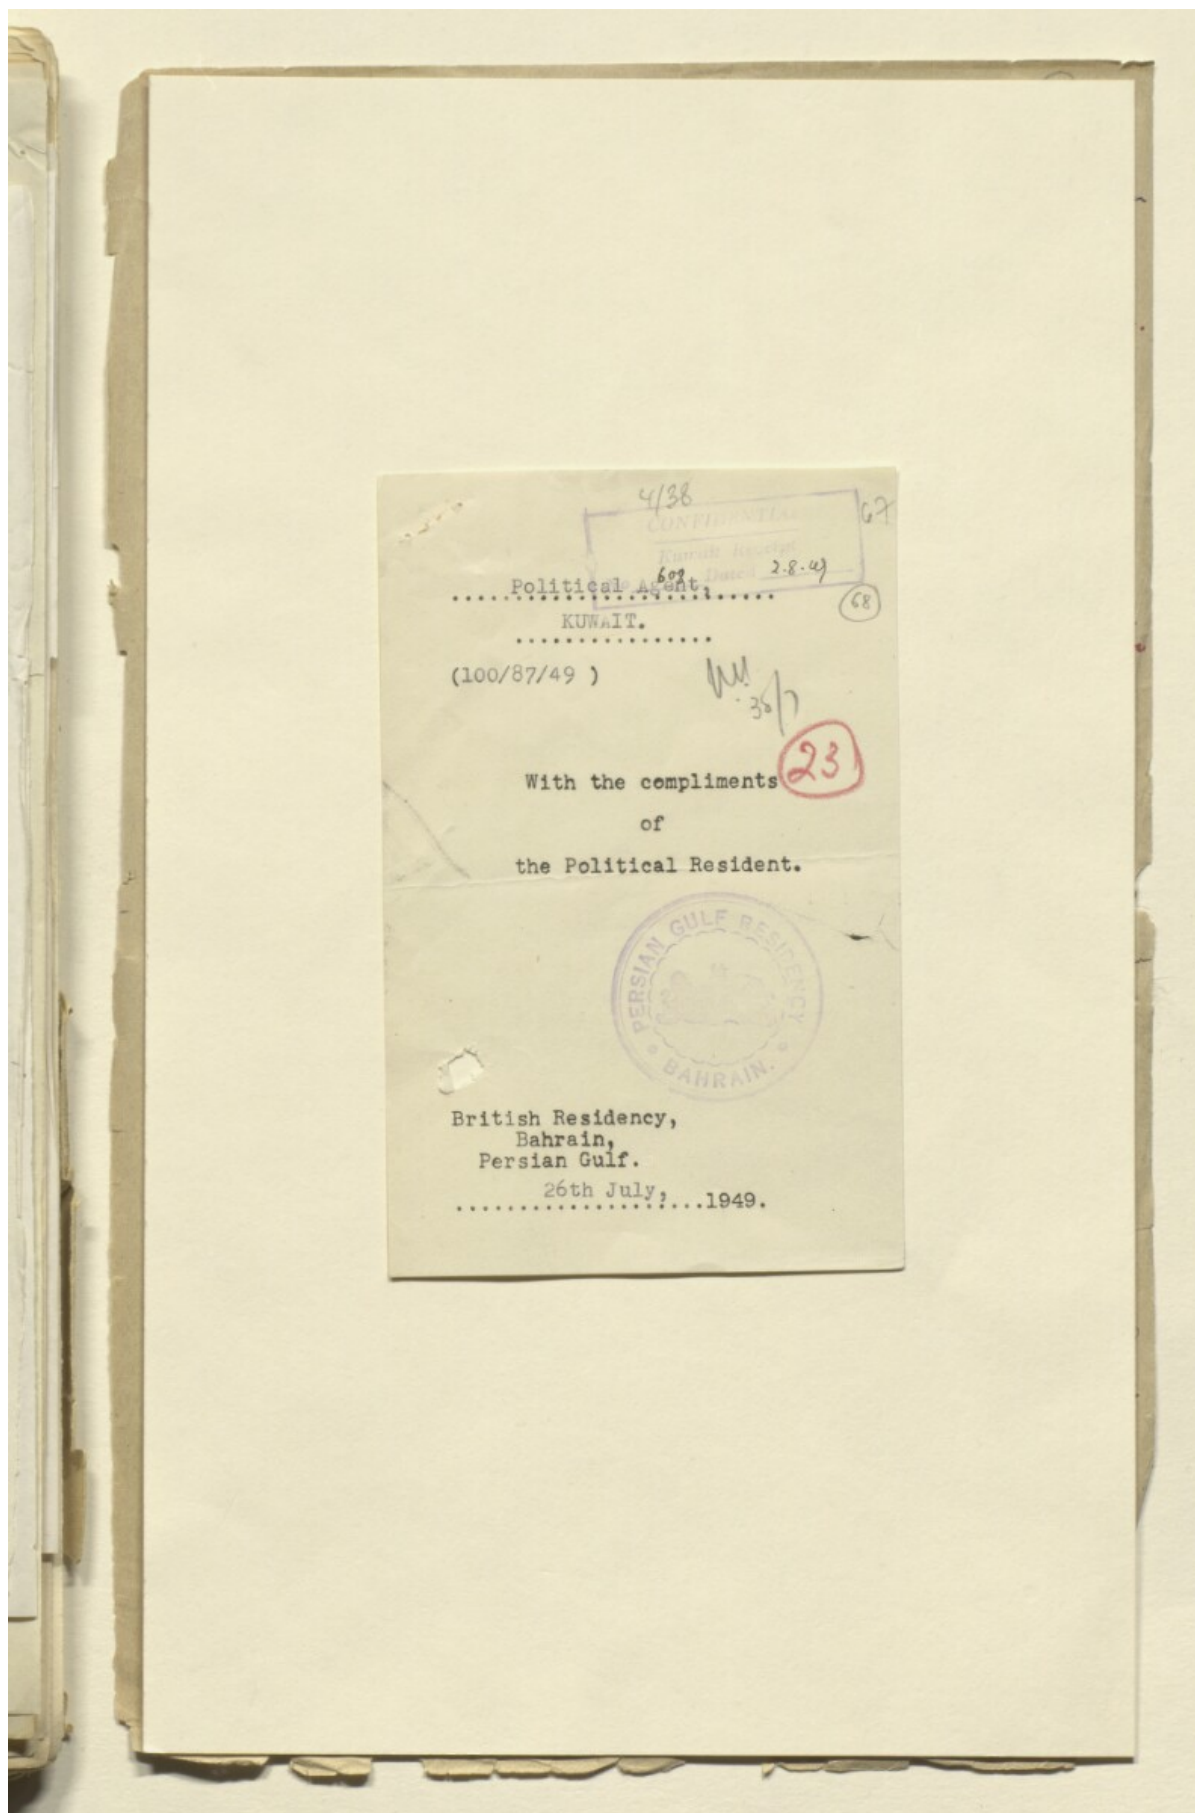 4/38
67
CONFIDENTIAL
Kuwait Receipt
608 Dated 2.8.49
Political Agent,
68
KUWAIT.
(100/87/49 )
23
With the compliments
of
the Political Resident.
PERSIAN GULF RESIDENCY
BAHRAIN.
British Residency,
Bahrain,
Persian Gulf.
26th July, 1949.